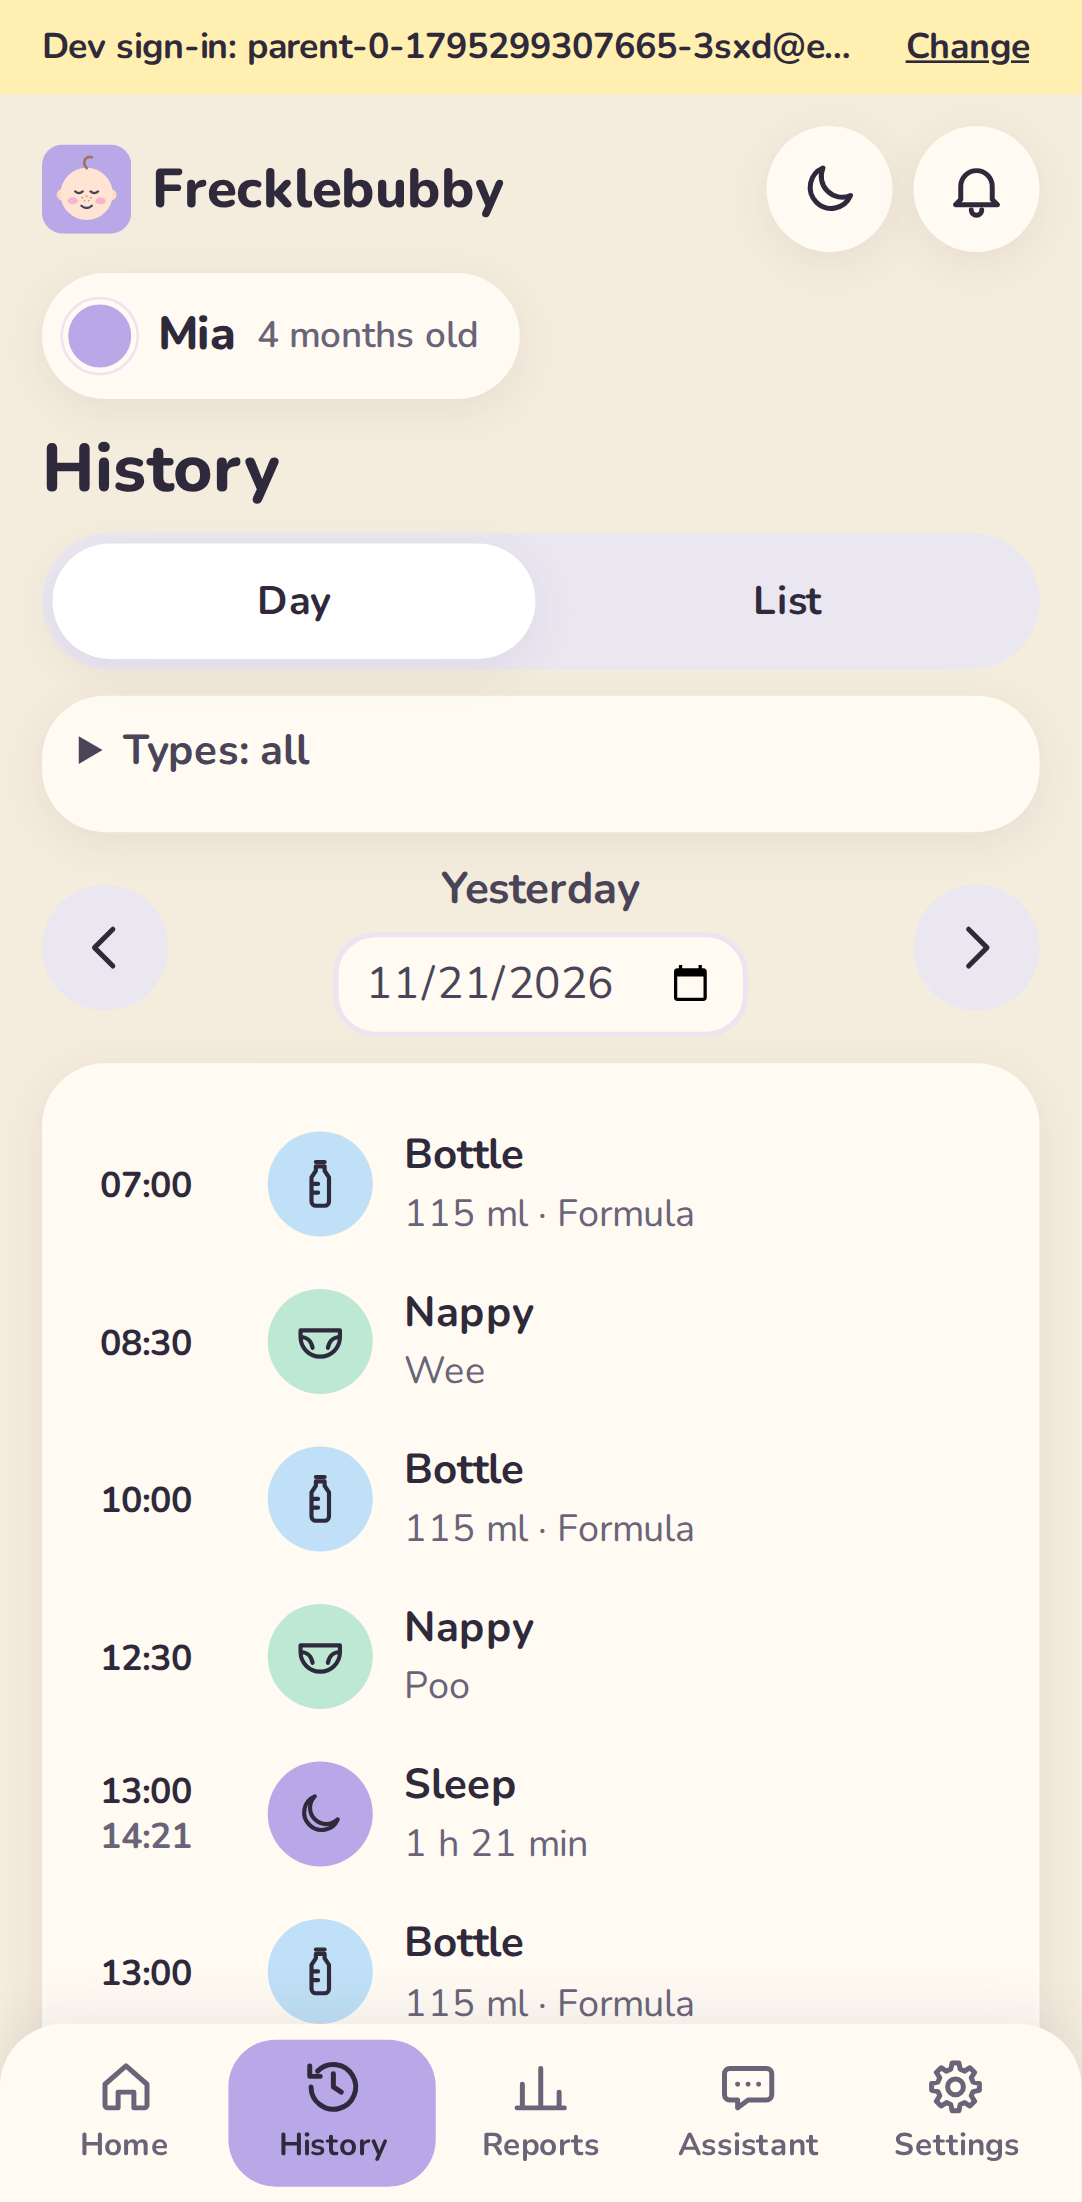 Dev sign-in: parent-0-1795299307665-3sxd@e... Change
Frecklebubby
Mia 4 months old
History
Day List
Types: all
Yesterday
11/21/2026
07:00 Bottle
115 ml · Formula
08:30 Nappy
Wee
10:00 Bottle
115 ml · Formula
12:30 Nappy
Poo
13:00 Sleep
14:21 1 h 21 min
13:00 Bottle
115 ml · Formula
Home History Reports Assistant Settings